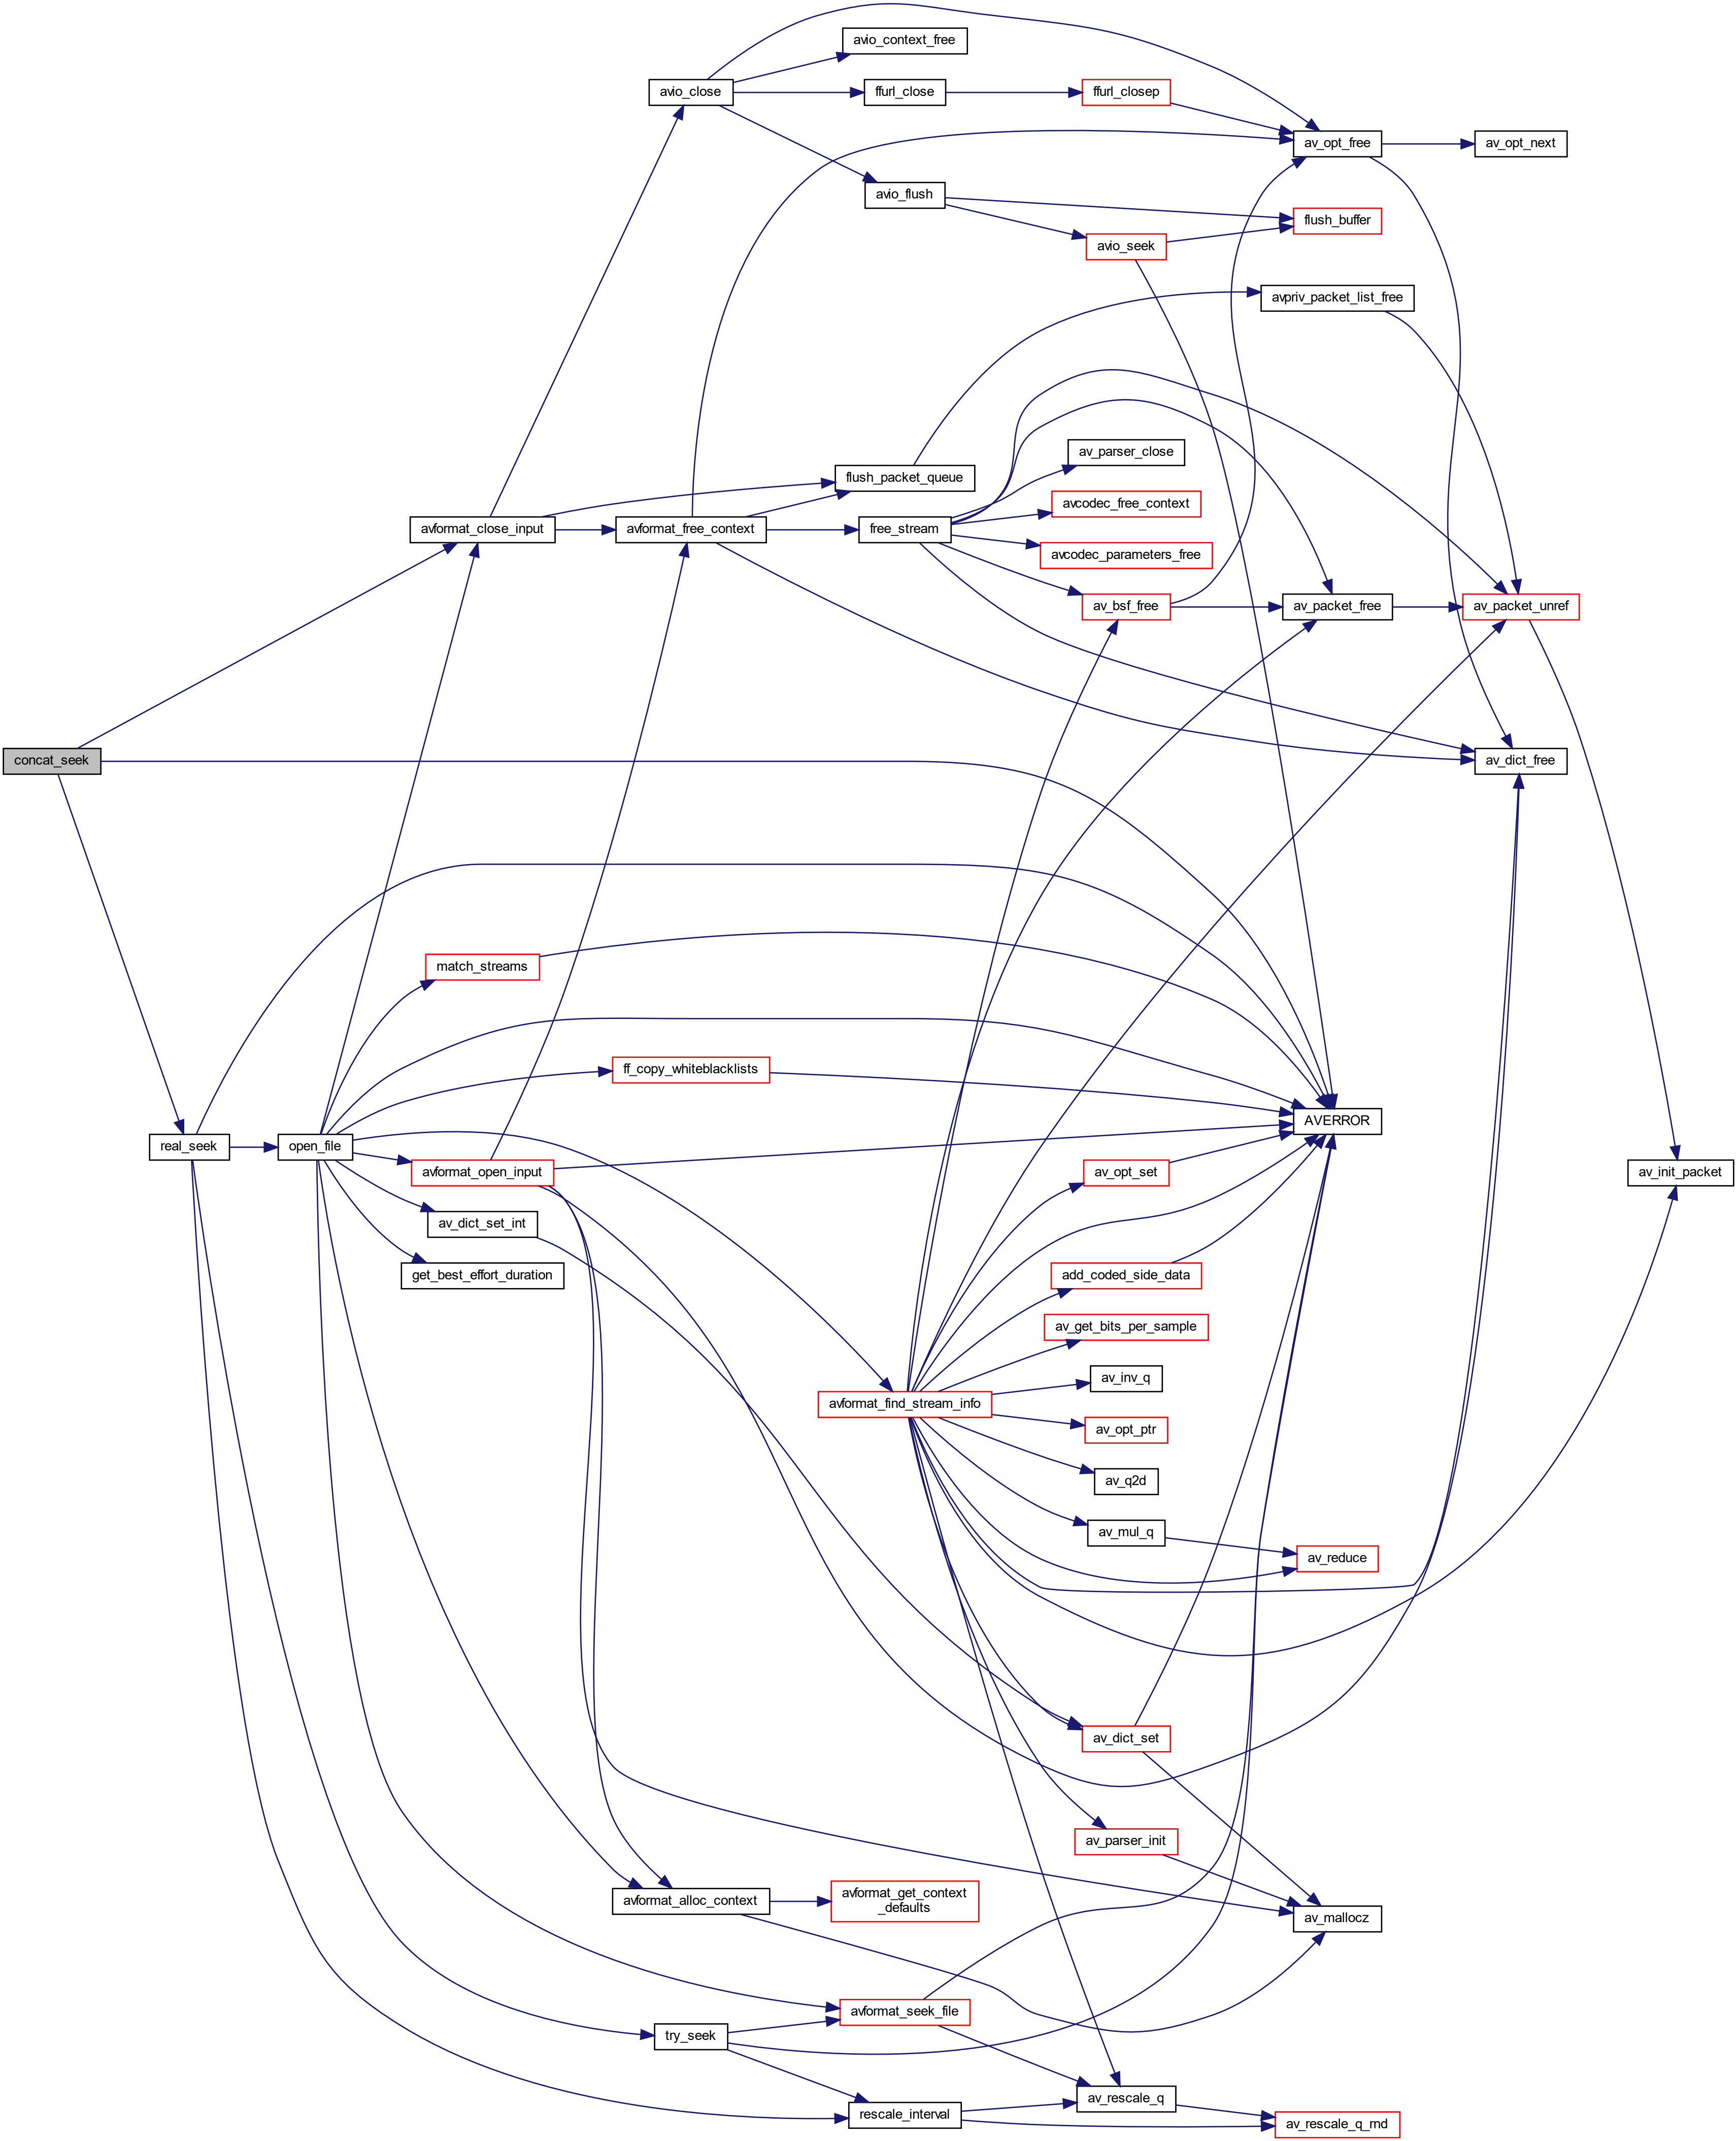 avio_context_free
avio_close
ffurl_close
ffurl_closep
av_opt_free
av_opt_next
avio_flush
flush_buffer
avio_seek
avpriv_packet_list_free
av_parser_close
flush_packet_queue
avcodec_free_context
avformat_close_input
avformat_free_context
free_stream
avcodec_parameters_free
av_bsf_free
av_packet_free
av_packet_unref
concat_seek
av_dict_free
match_streams
ff_copy_whiteblacklists
AVERROR
real_seek
open_file
avformat_open_input
av_opt_set
av_init_packet
av_dict_set_int
get_best_effort_duration
add_coded_side_data
av_get_bits_per_sample
av_inv_q
avformat_find_stream_info
av_opt_ptr
av_q2d
av_mul_q
av_reduce
av_dict_set
av_parser_init
avformat_alloc_context
avformat_get_context
_defaults
av_mallocz
avformat_seek_file
try_seek
av_rescale_q
rescale_interval
av_rescale_q_rnd